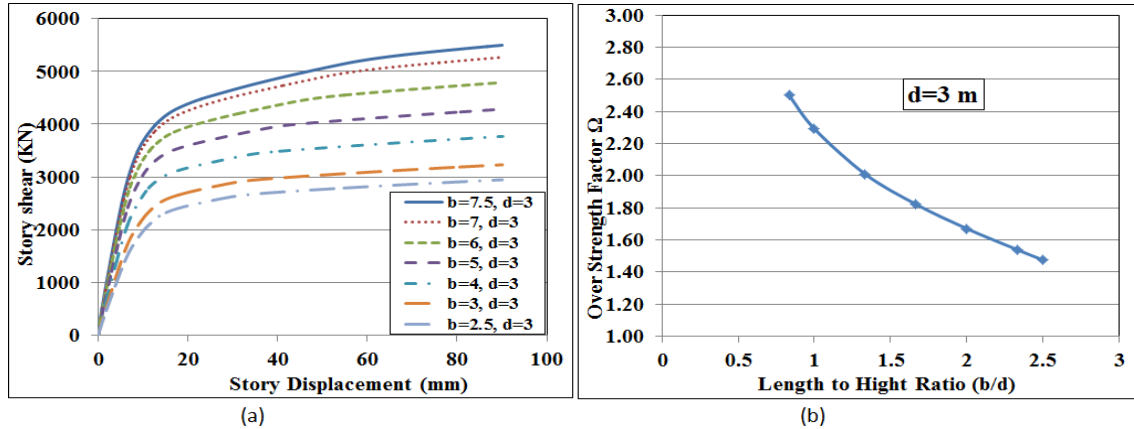 6000
5000
4000
3000
2000
1000
0
Story shear (KN)
0 20 40 60 80 100
Story Displacement (mm)
b=7.5, d=3
b=7, d=3
b=6, d=3
b=5, d=3
b=4, d=3
b=3, d=3
b=2.5, d=3
(a)
3.00
2.80
2.60
2.40
2.20
2.00
1.80
1.60
1.40
1.20
1.00
Over Strength Factor Ω
d=3 m
0 0.5 1 1.5 2 2.5 3
Length to Hight Ratio (b/d)
(b)